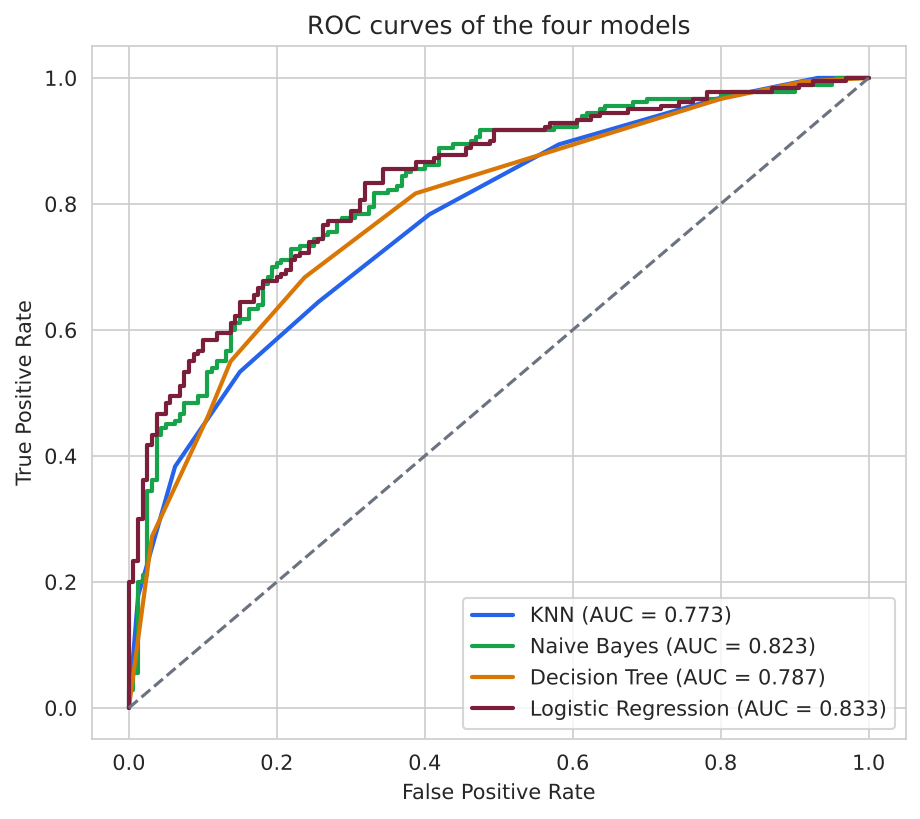 ROC curves of the four models
True Positive Rate
1.0
0.8
0.6
0.4
0.2
0.0
KNN (AUC = 0.773)
Naive Bayes (AUC = 0.823)
Decision Tree (AUC = 0.787)
Logistic Regression (AUC = 0.833)
0.0 0.2 0.4 0.6 0.8 1.0
False Positive Rate